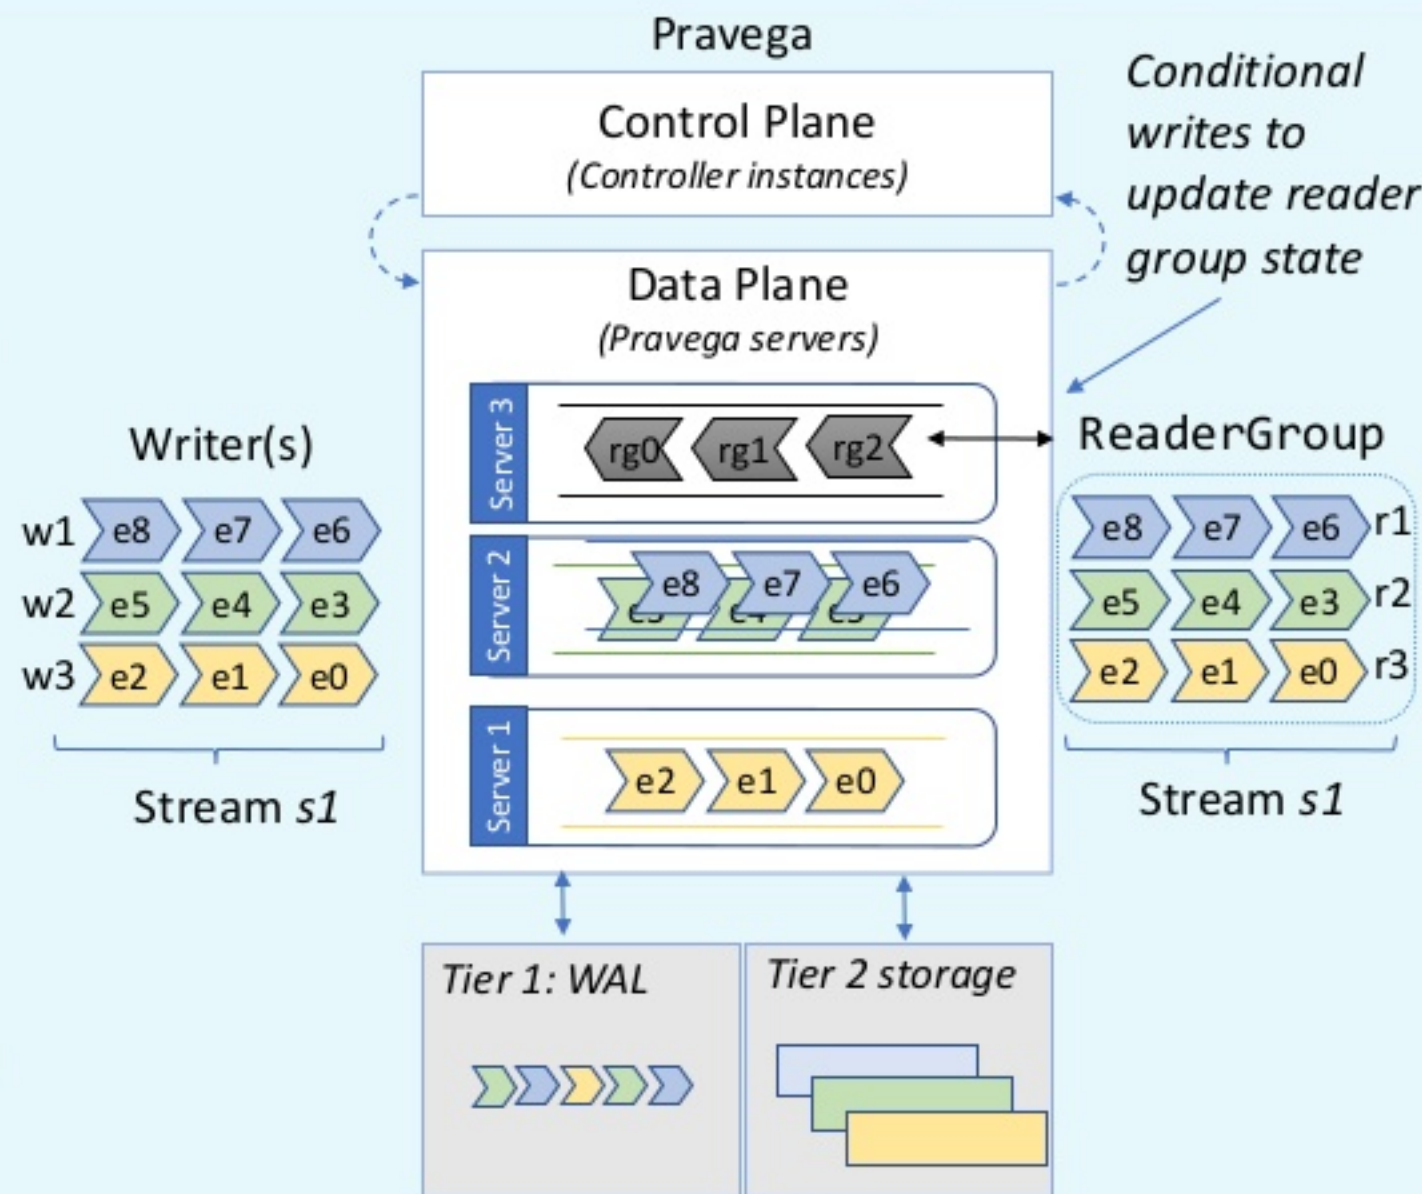 Pravega
Control Plane
(Controller instances)
Conditional
writes to
update reader
group state
Data Plane
(Pravega servers)
Server 3
rg0 rg1 rg2
Writer(s)
w1 e8 e7 e6
w2 e5 e4 e3
w3 e2 e1 e0
Stream s1
Server 2
e8 e7 e6
Server 1
e2 e1 e0
ReaderGroup
e8 e7 e6 r1
e5 e4 e3 r2
e2 e1 e0 r3
Stream s1
Tier 1: WAL
Tier 2 storage